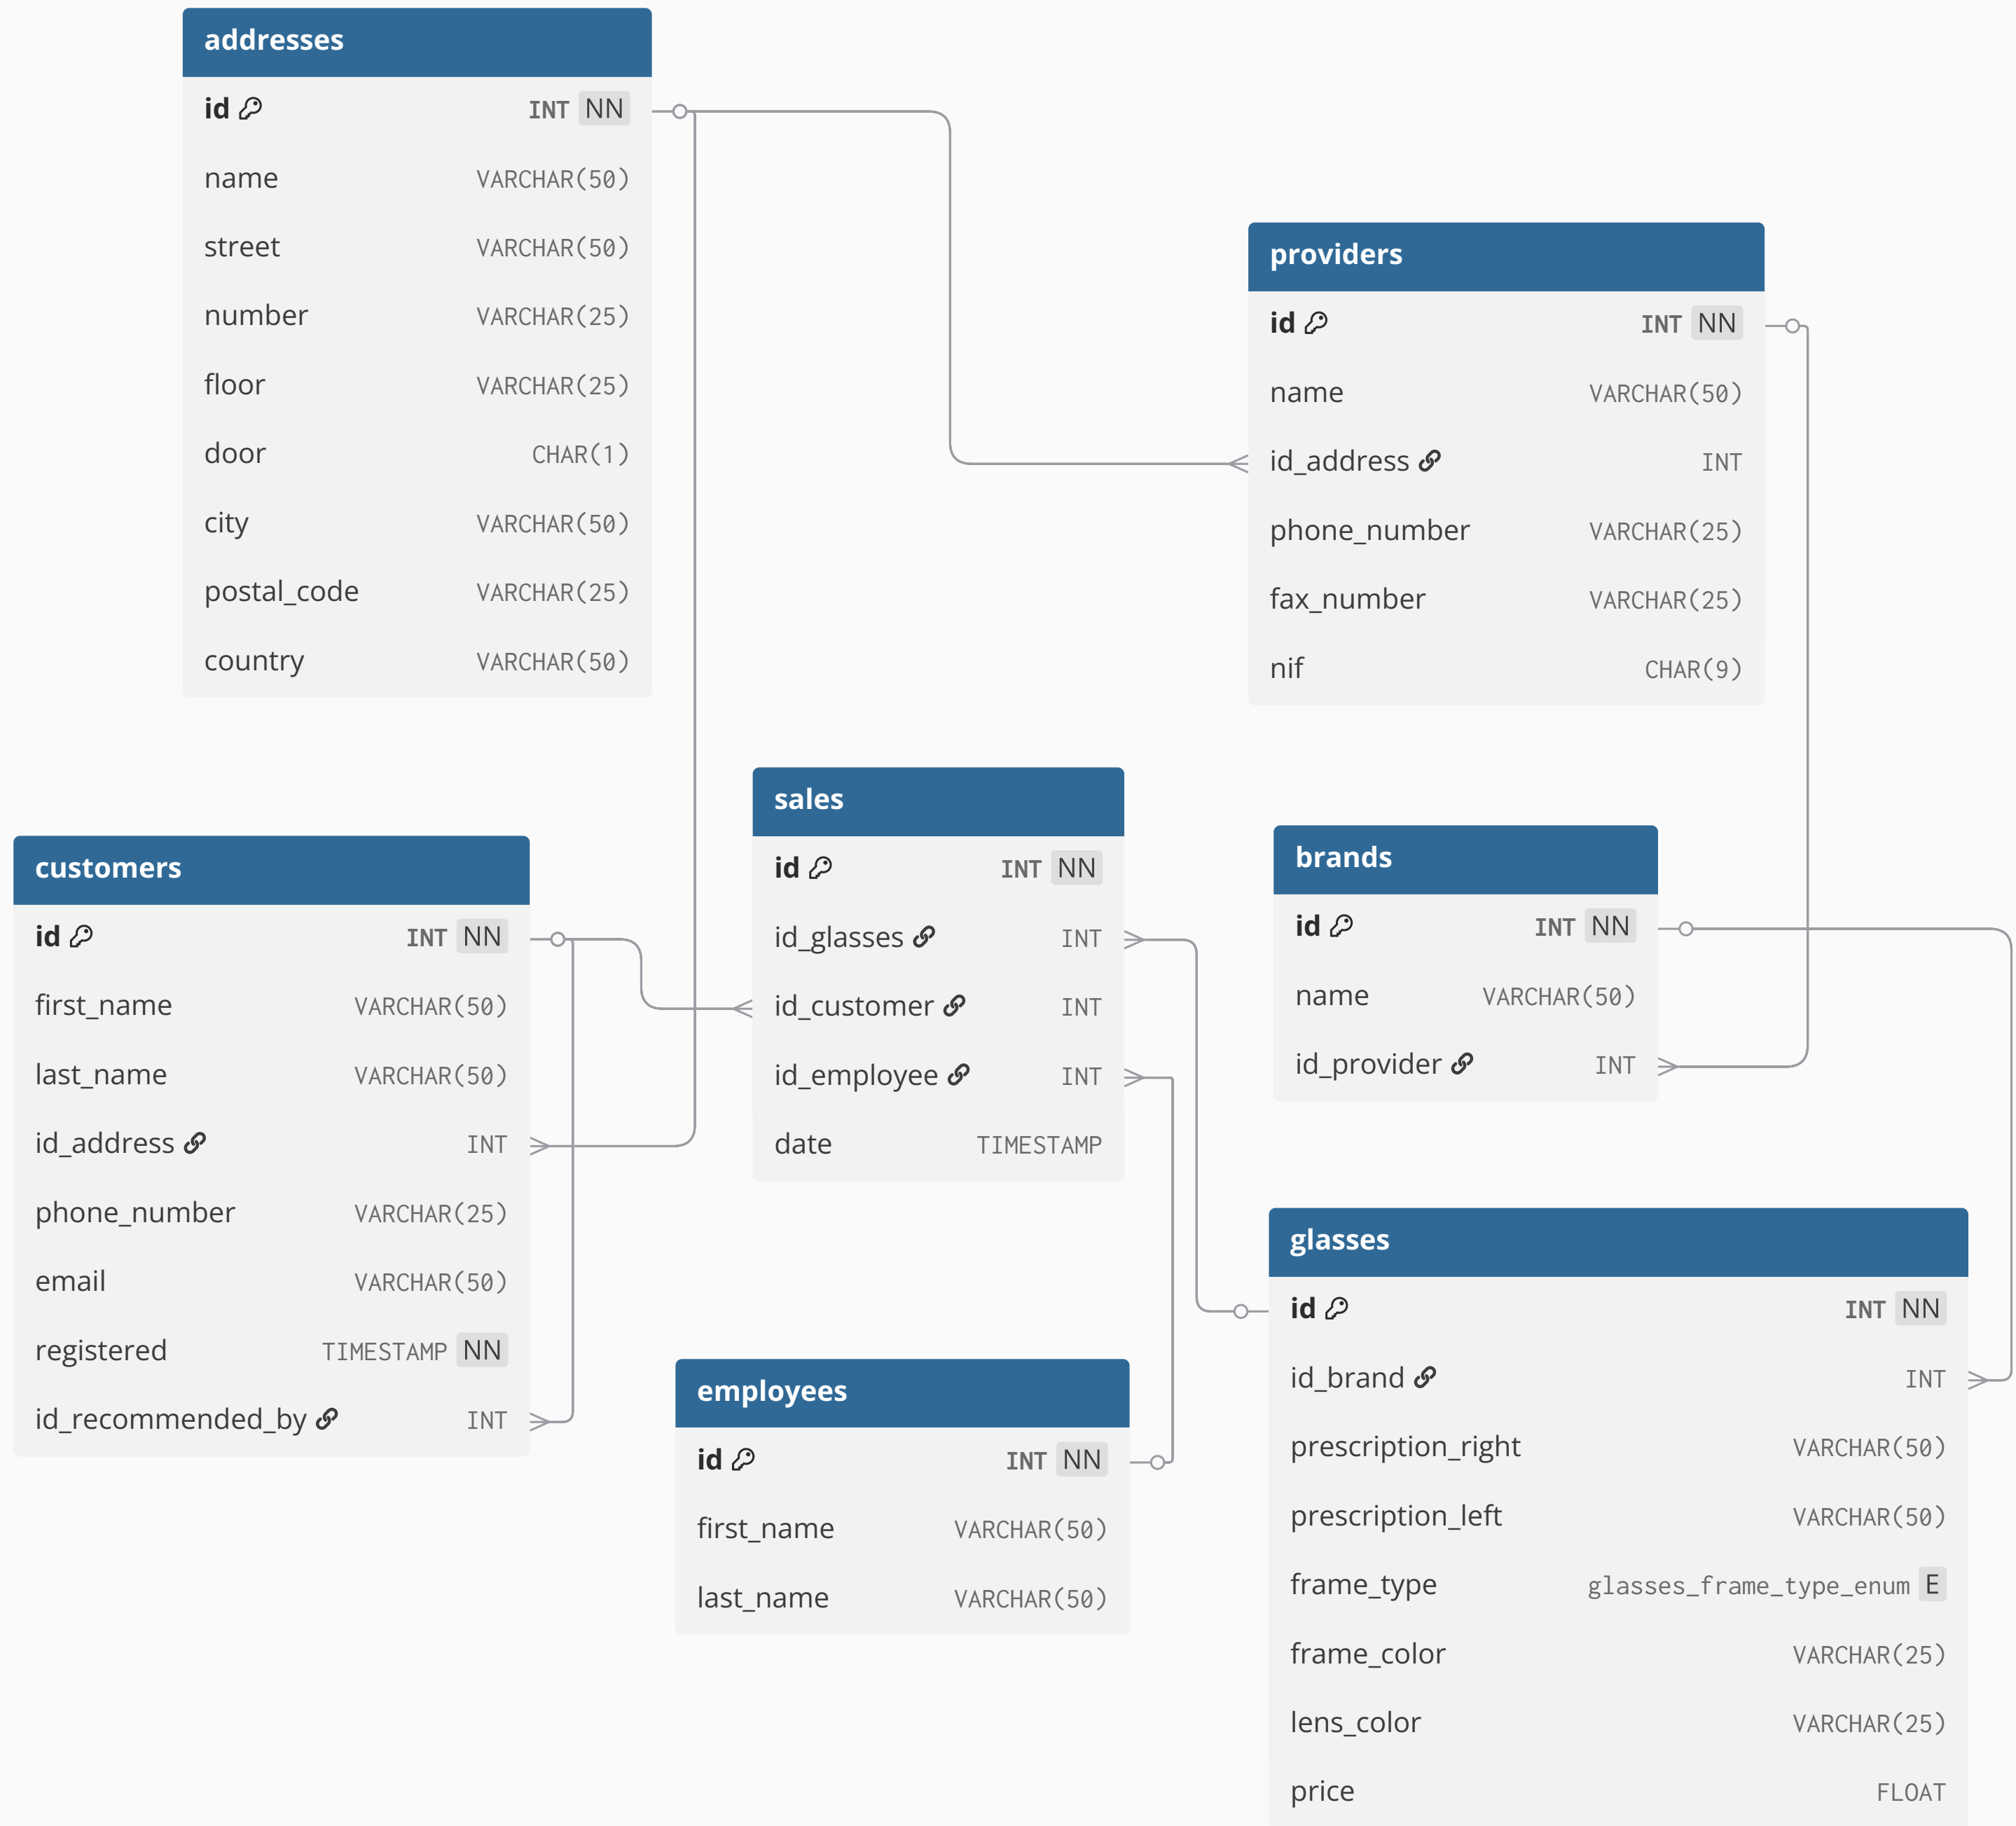 addresses
id INT NN
name VARCHAR(50)
street VARCHAR(50)
number VARCHAR(25)
floor VARCHAR(25)
door CHAR(1)
city VARCHAR(50)
postal_code VARCHAR(25)
country VARCHAR(50)
providers
id INT NN
name VARCHAR(50)
id_address INT
phone_number VARCHAR(25)
fax_number VARCHAR(25)
nif CHAR(9)
customers
id INT NN
first_name VARCHAR(50)
last_name VARCHAR(50)
id_address INT
phone_number VARCHAR(25)
email VARCHAR(50)
registered TIMESTAMP NN
id_recommended_by INT
sales
id INT NN
id_glasses INT
id_customer INT
id_employee INT
date TIMESTAMP
brands
id INT NN
name VARCHAR(50)
id_provider INT
employees
id INT NN
first_name VARCHAR(50)
last_name VARCHAR(50)
glasses
id INT NN
id_brand INT
prescription_right VARCHAR(50)
prescription_left VARCHAR(50)
frame_type glasses_frame_type_enum E
frame_color VARCHAR(25)
lens_color VARCHAR(25)
price FLOAT